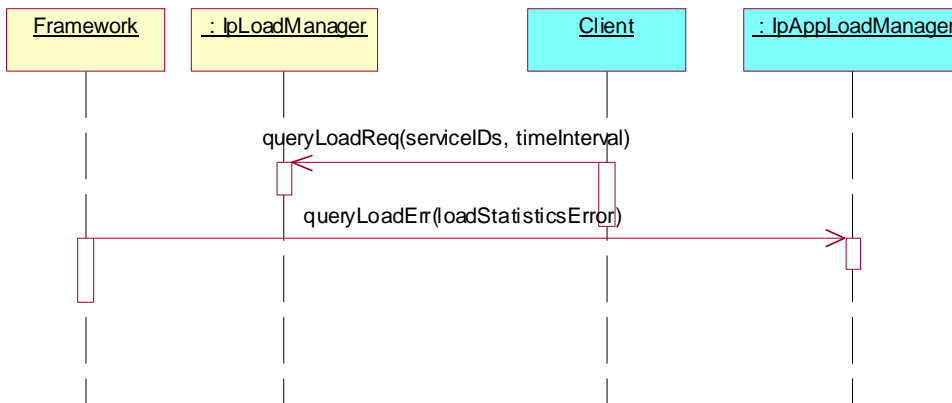 Framework
: IpLoadManager
Client
: IpAppLoadManager
queryLoadReq(serviceIDs, timeInterval)
queryLoadErr(loadStatisticsError)